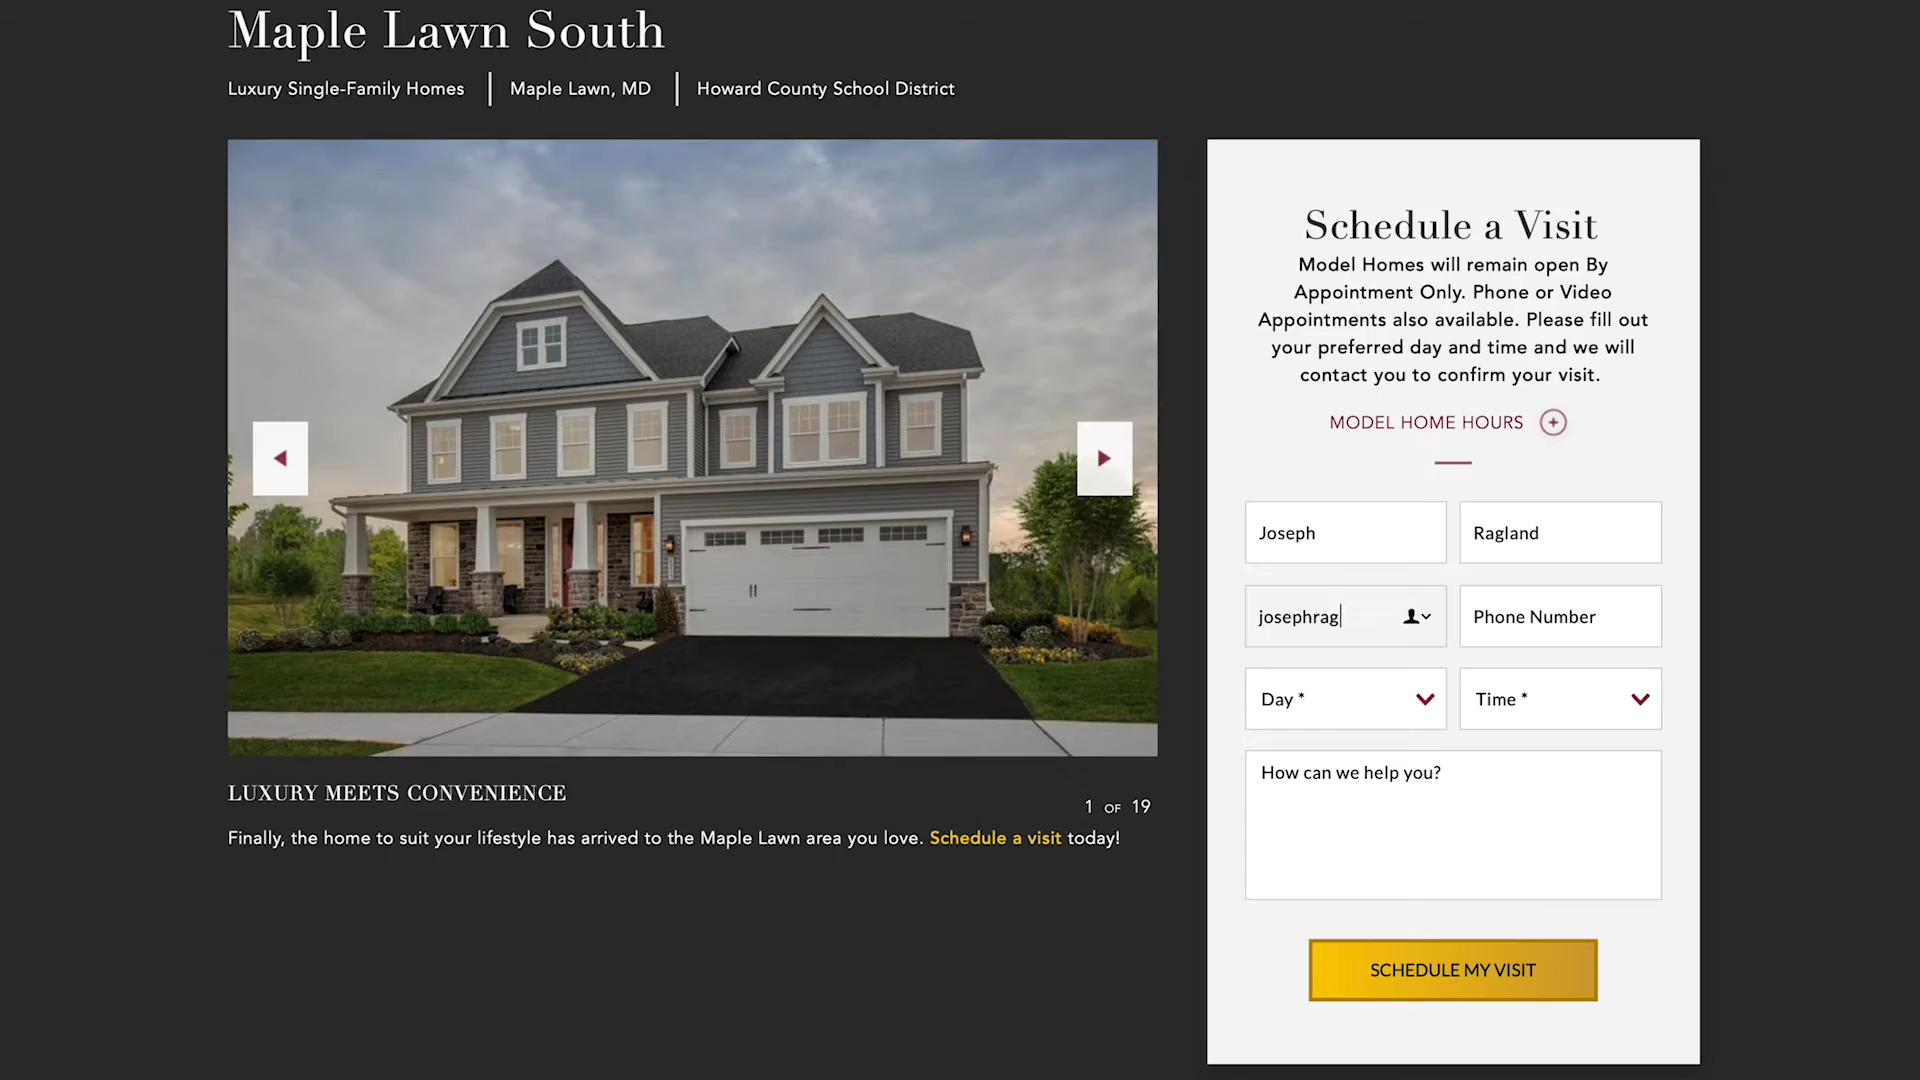 Maple Lawn South
Luxury Single-Family Homes | Maple Lawn, MD | Howard County School District
LUXURY MEETS CONVENIENCE
1 OF 19
Finally, the home to suit your lifestyle has arrived to the Maple Lawn area you love. Schedule a visit today!
Schedule a Visit
Model Homes will remain open By
Appointment Only. Phone or Video
Appointments also available. Please fill out
your preferred day and time and we will
contact you to confirm your visit.
MODEL HOME HOURS
Joseph
Ragland
josephrag
Phone Number
Day *
Time *
How can we help you?
SCHEDULE MY VISIT